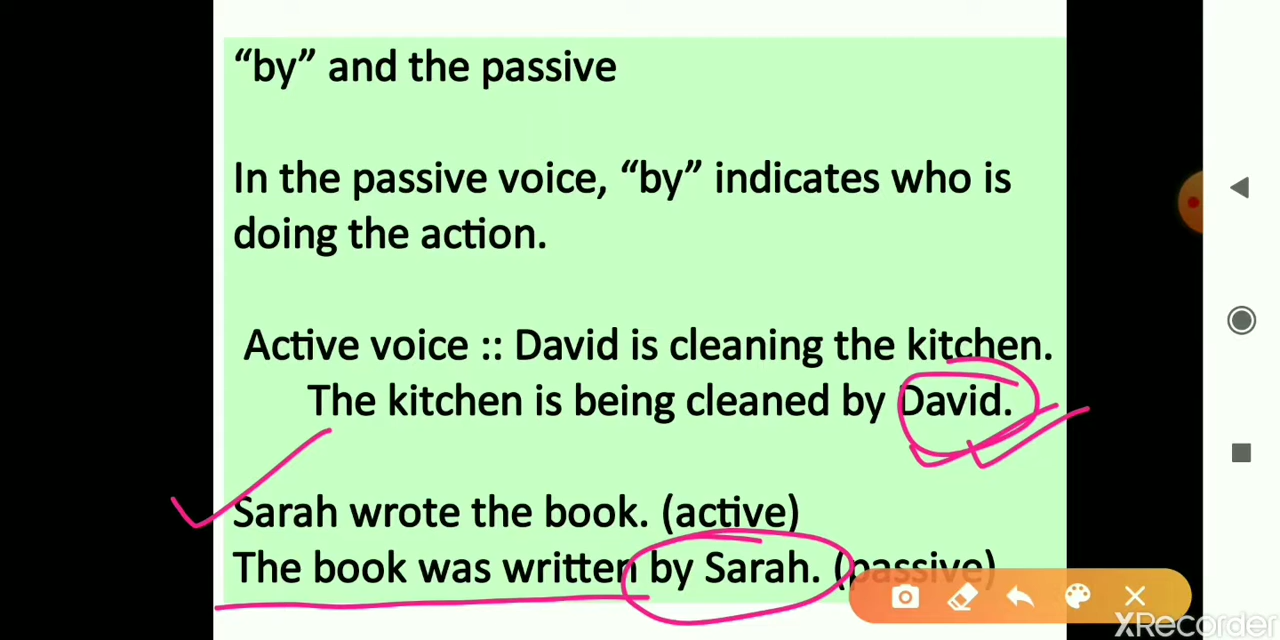 “by” and the passive
In the passive voice, “by” indicates who is
doing the action.
Active voice :: David is cleaning the kitchen.
The kitchen is being cleaned by David.
Sarah wrote the book. (active)
The book was written by Sarah. (passive)
XRecorder